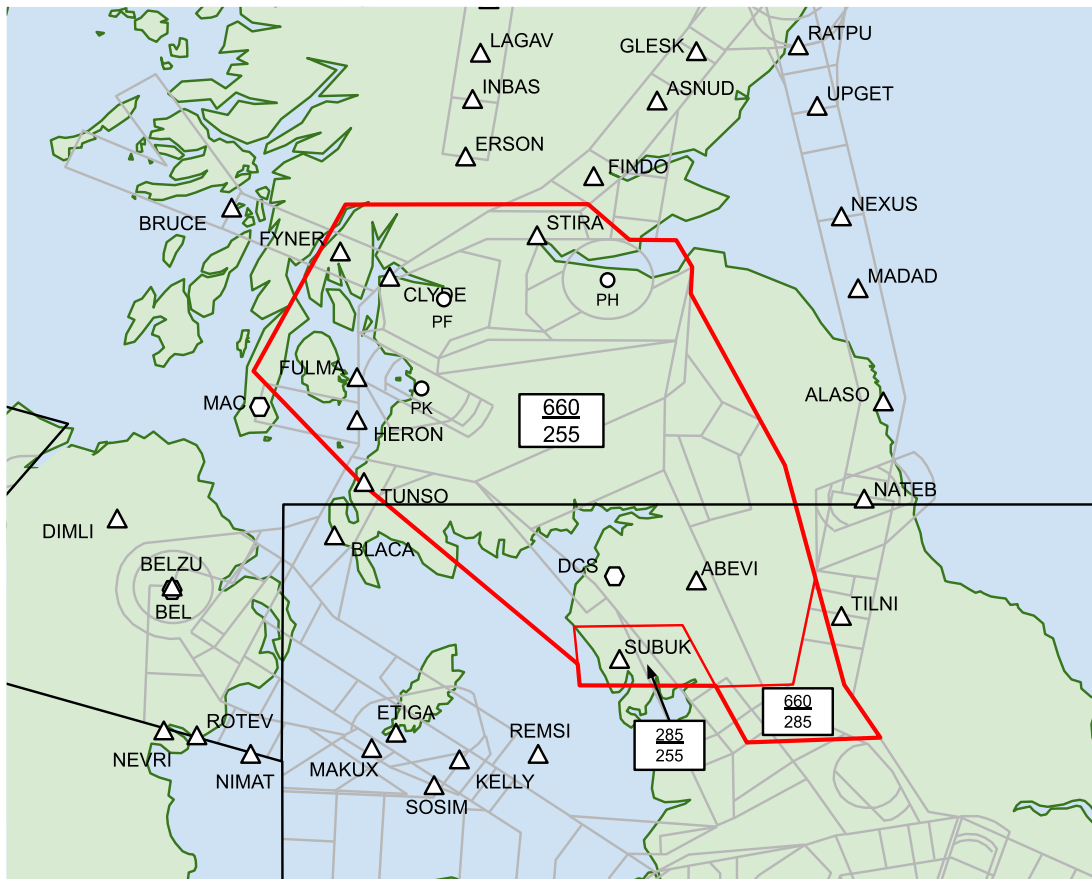 LAGAV
GLESK
RATPU
INBAS
ASNUD
UPGET
ERSON
FINDO
BRUCE
FYNER
STIRA
NEXUS
CLYDE
PF
PH
MADAD
FULMA
MAC
PK
HERON
660
255
ALASO
TUNSO
NATEB
DIMLI
BLACA
BELZU
BEL
DCS
ABEVI
TILNI
SUBUK
ETIGA
REMSI
660
285
285
255
ROTEV
NEVRI
NIMAT
MAKUX
KELLY
SOSIM